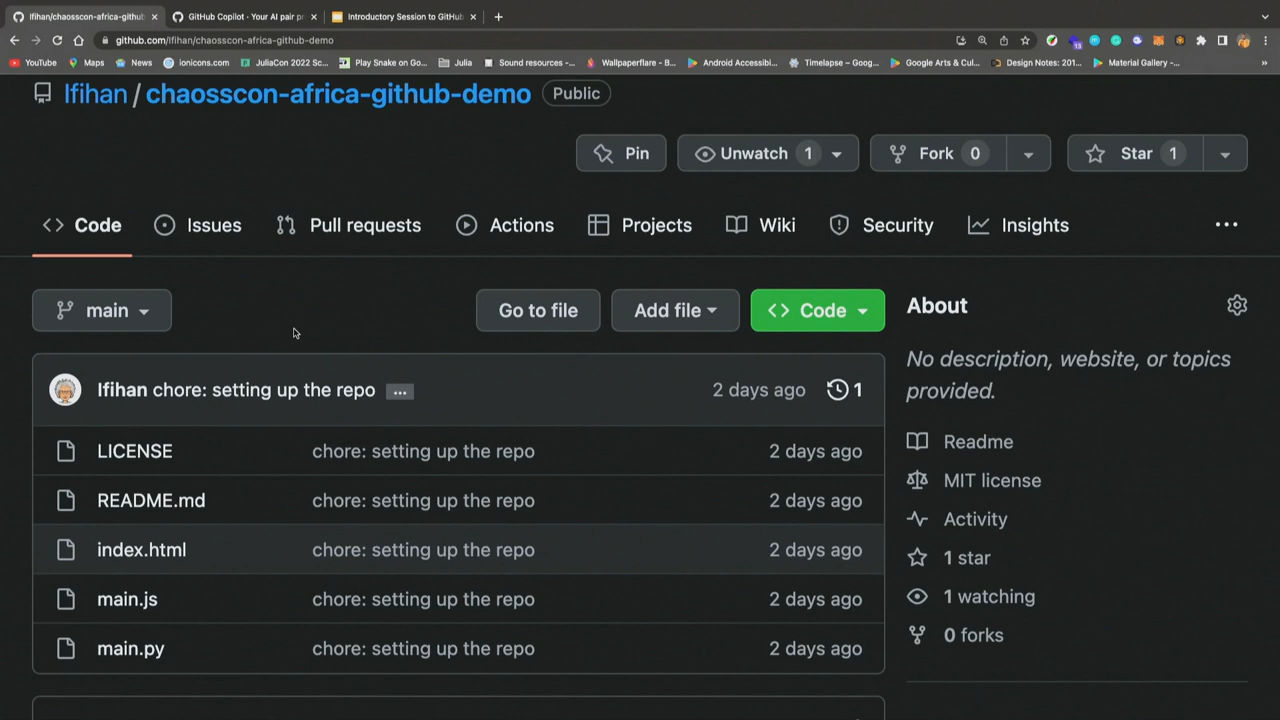 Ifihan/chaosscon-africa-github- × GitHub Copilot · Your AI pair pr × Introductory Session to GitHub × +
github.com/Ifihan/chaosscon-africa-github-demo
YouTube Maps News ionicons.com JuliaCon 2022 Sc... Play Snake on Go... Julia Sound resources -... Wallpaperflare - B... Android Accessibi... Timelapse – Goog... Google Arts & Cul... Design Notes: 201... Material Gallery -... »
Ifihan / chaosscon-africa-github-demo Public
Pin Unwatch 1 Fork 0 Star 1
Code Issues Pull requests Actions Projects Wiki Security Insights ...
main Go to file Add file Code
Ifihan chore: setting up the repo ... 2 days ago 1
LICENSE chore: setting up the repo 2 days ago
README.md chore: setting up the repo 2 days ago
index.html chore: setting up the repo 2 days ago
main.js chore: setting up the repo 2 days ago
main.py chore: setting up the repo 2 days ago
About
No description, website, or topics
provided.
Readme
MIT license
Activity
1 star
1 watching
0 forks